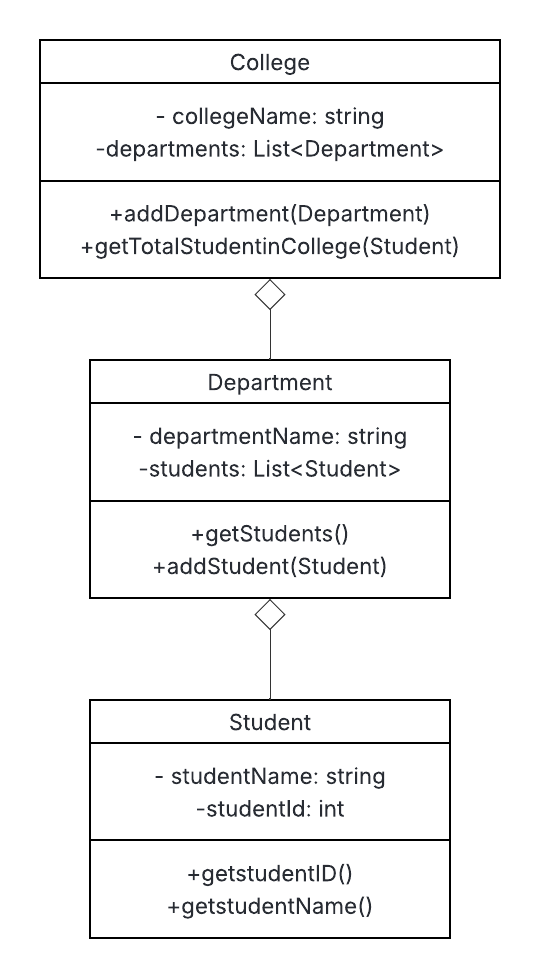 College
- collegeName: string
-departments: List<Department>
+addDepartment(Department)
+getTotalStudentinCollege(Student)
Department
- departmentName: string
-students: List<Student>
+getStudents()
+addStudent(Student)
Student
- studentName: string
-studentId: int
+getstudentID()
+getstudentName()